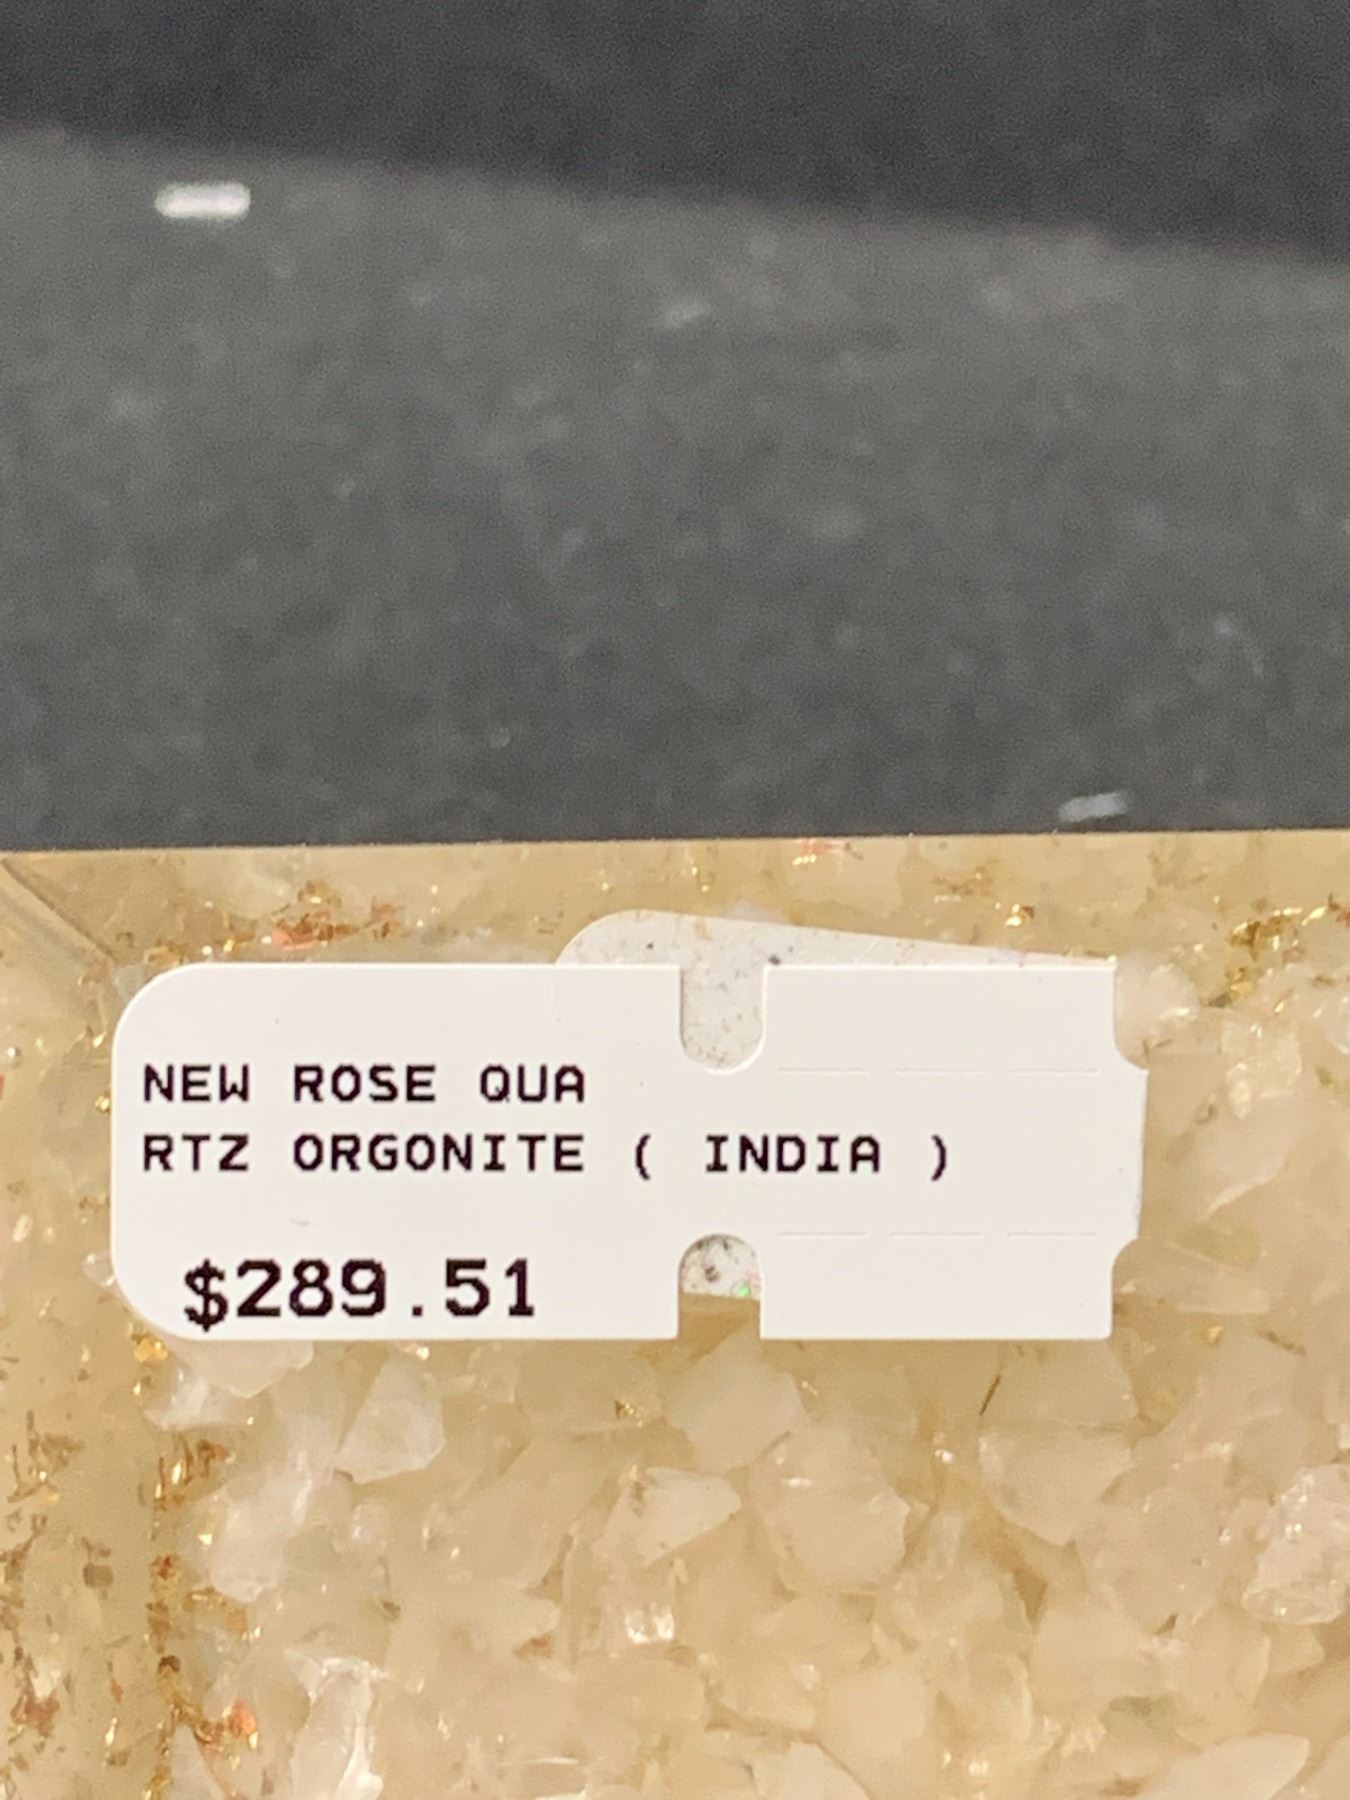 NEW ROSE QUA
RTZ ORGONITE ( INDIA )
$289.51